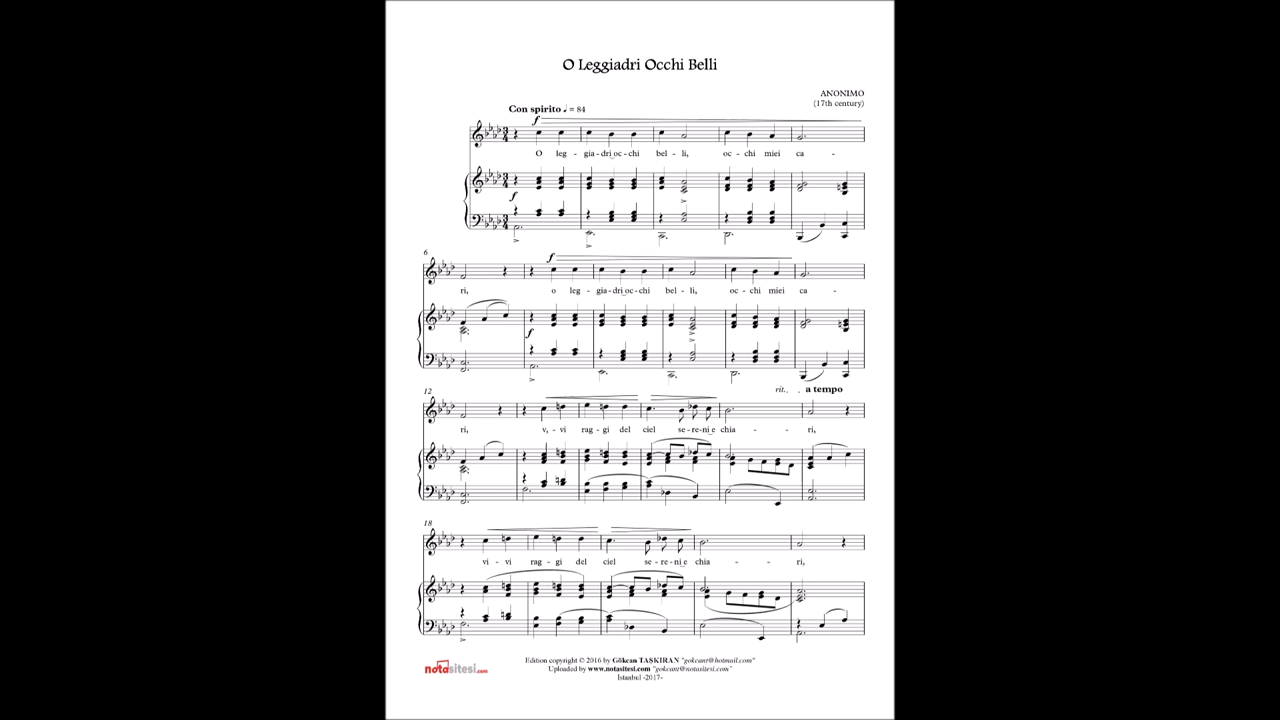 O Leggiadri Occhi Belli
ANONIMO
(17th century)
Con spirito ♩ = 84
f
O leg - gia - dri oc - chi bel - li, oc - chi miei ca -
f
6
f
ri, o leg - gia - dri oc - chi bel - li, oc - chi miei ca -
f
rit. . a tempo
12
ri, v, - vi rag - gi del ciel se - re - ni e chia - - ri,
18
vi - vi rag - gi del ciel se - re - ni e chia - - ri,
Edition copyright © 2016 by Gökcan TAŞKIRAN "gokcant@hotmail.com"
Uploaded by www.notasitesi.com "gokcant@notasitesi.com"
İstanbul -2017-
notasitesi.com